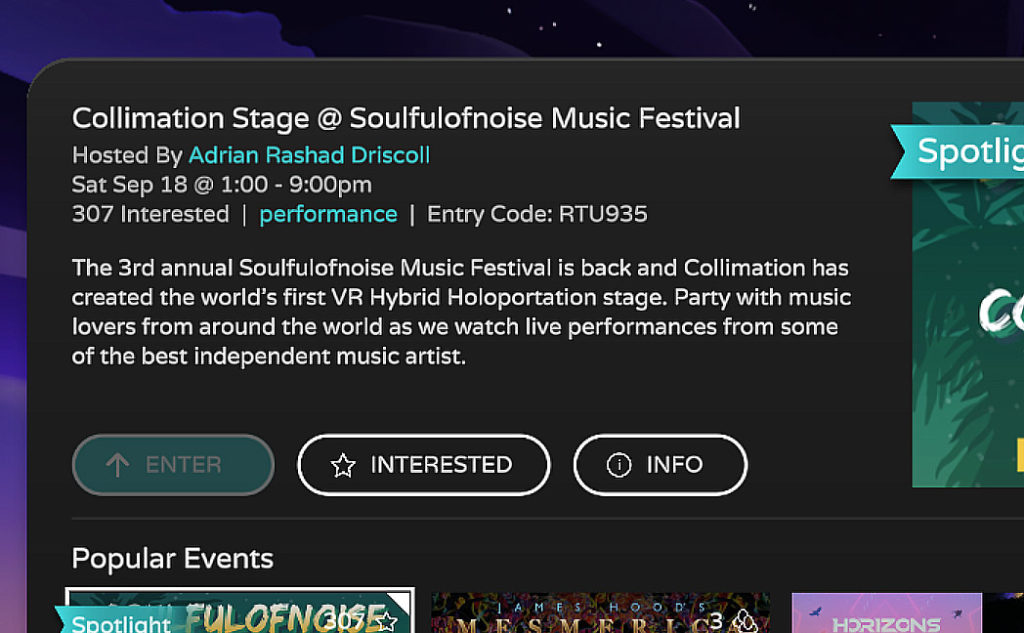 Collimation Stage @ Soulfulofnoise Music Festival
Hosted By Adrian Rashad Driscoll
Sat Sep 18 @ 1:00 - 9:00pm
307 Interested | performance | Entry Code: RTU935
Spotlig
The 3rd annual Soulfulofnoise Music Festival is back and Collimation has
created the world's first VR Hybrid Holoportation stage. Party with music
lovers from around the world as we watch live performances from some
of the best independent music artist.
ENTER
INTERESTED
INFO
Popular Events
Spotlight
307
JAMES HOOD'S
3
HORIZONS